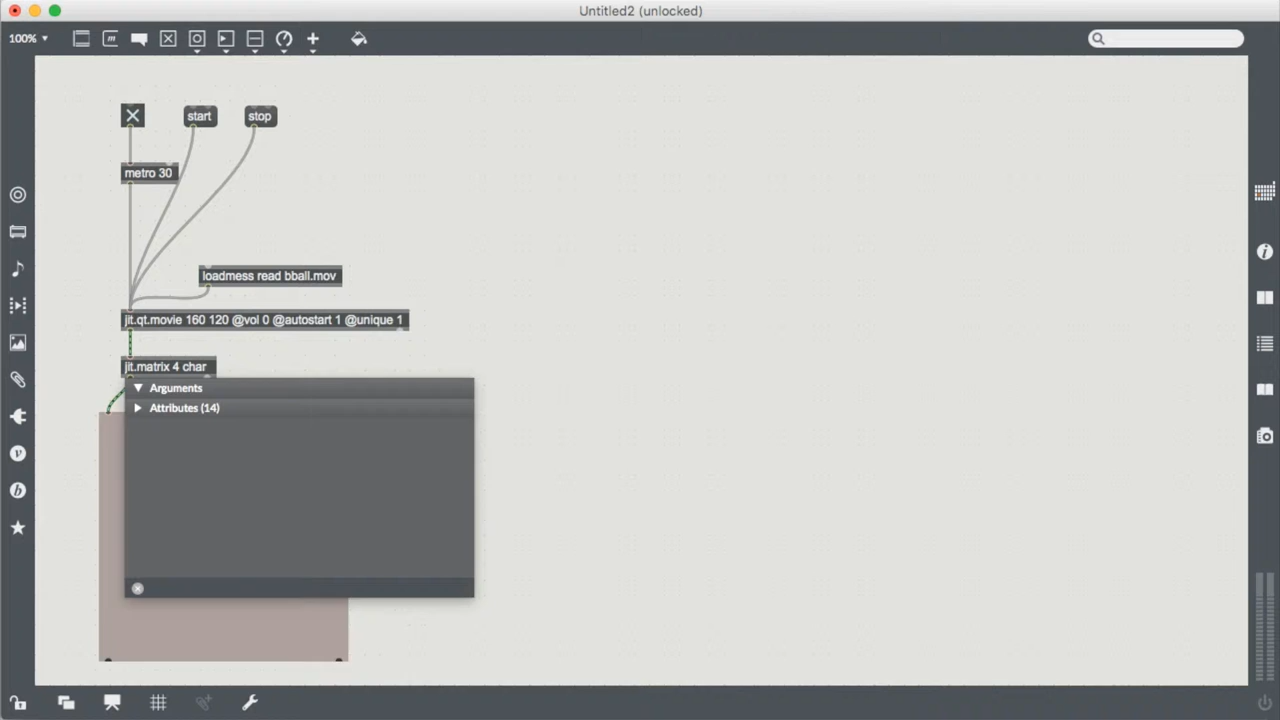 Untitled2 (unlocked)
100%
m
start
stop
metro 30
loadmess read bball.mov
jit.qt.movie 160 120 @vol 0 @autostart 1 @unique 1
jit.matrix 4 char
Arguments
Attributes (14)
v
b